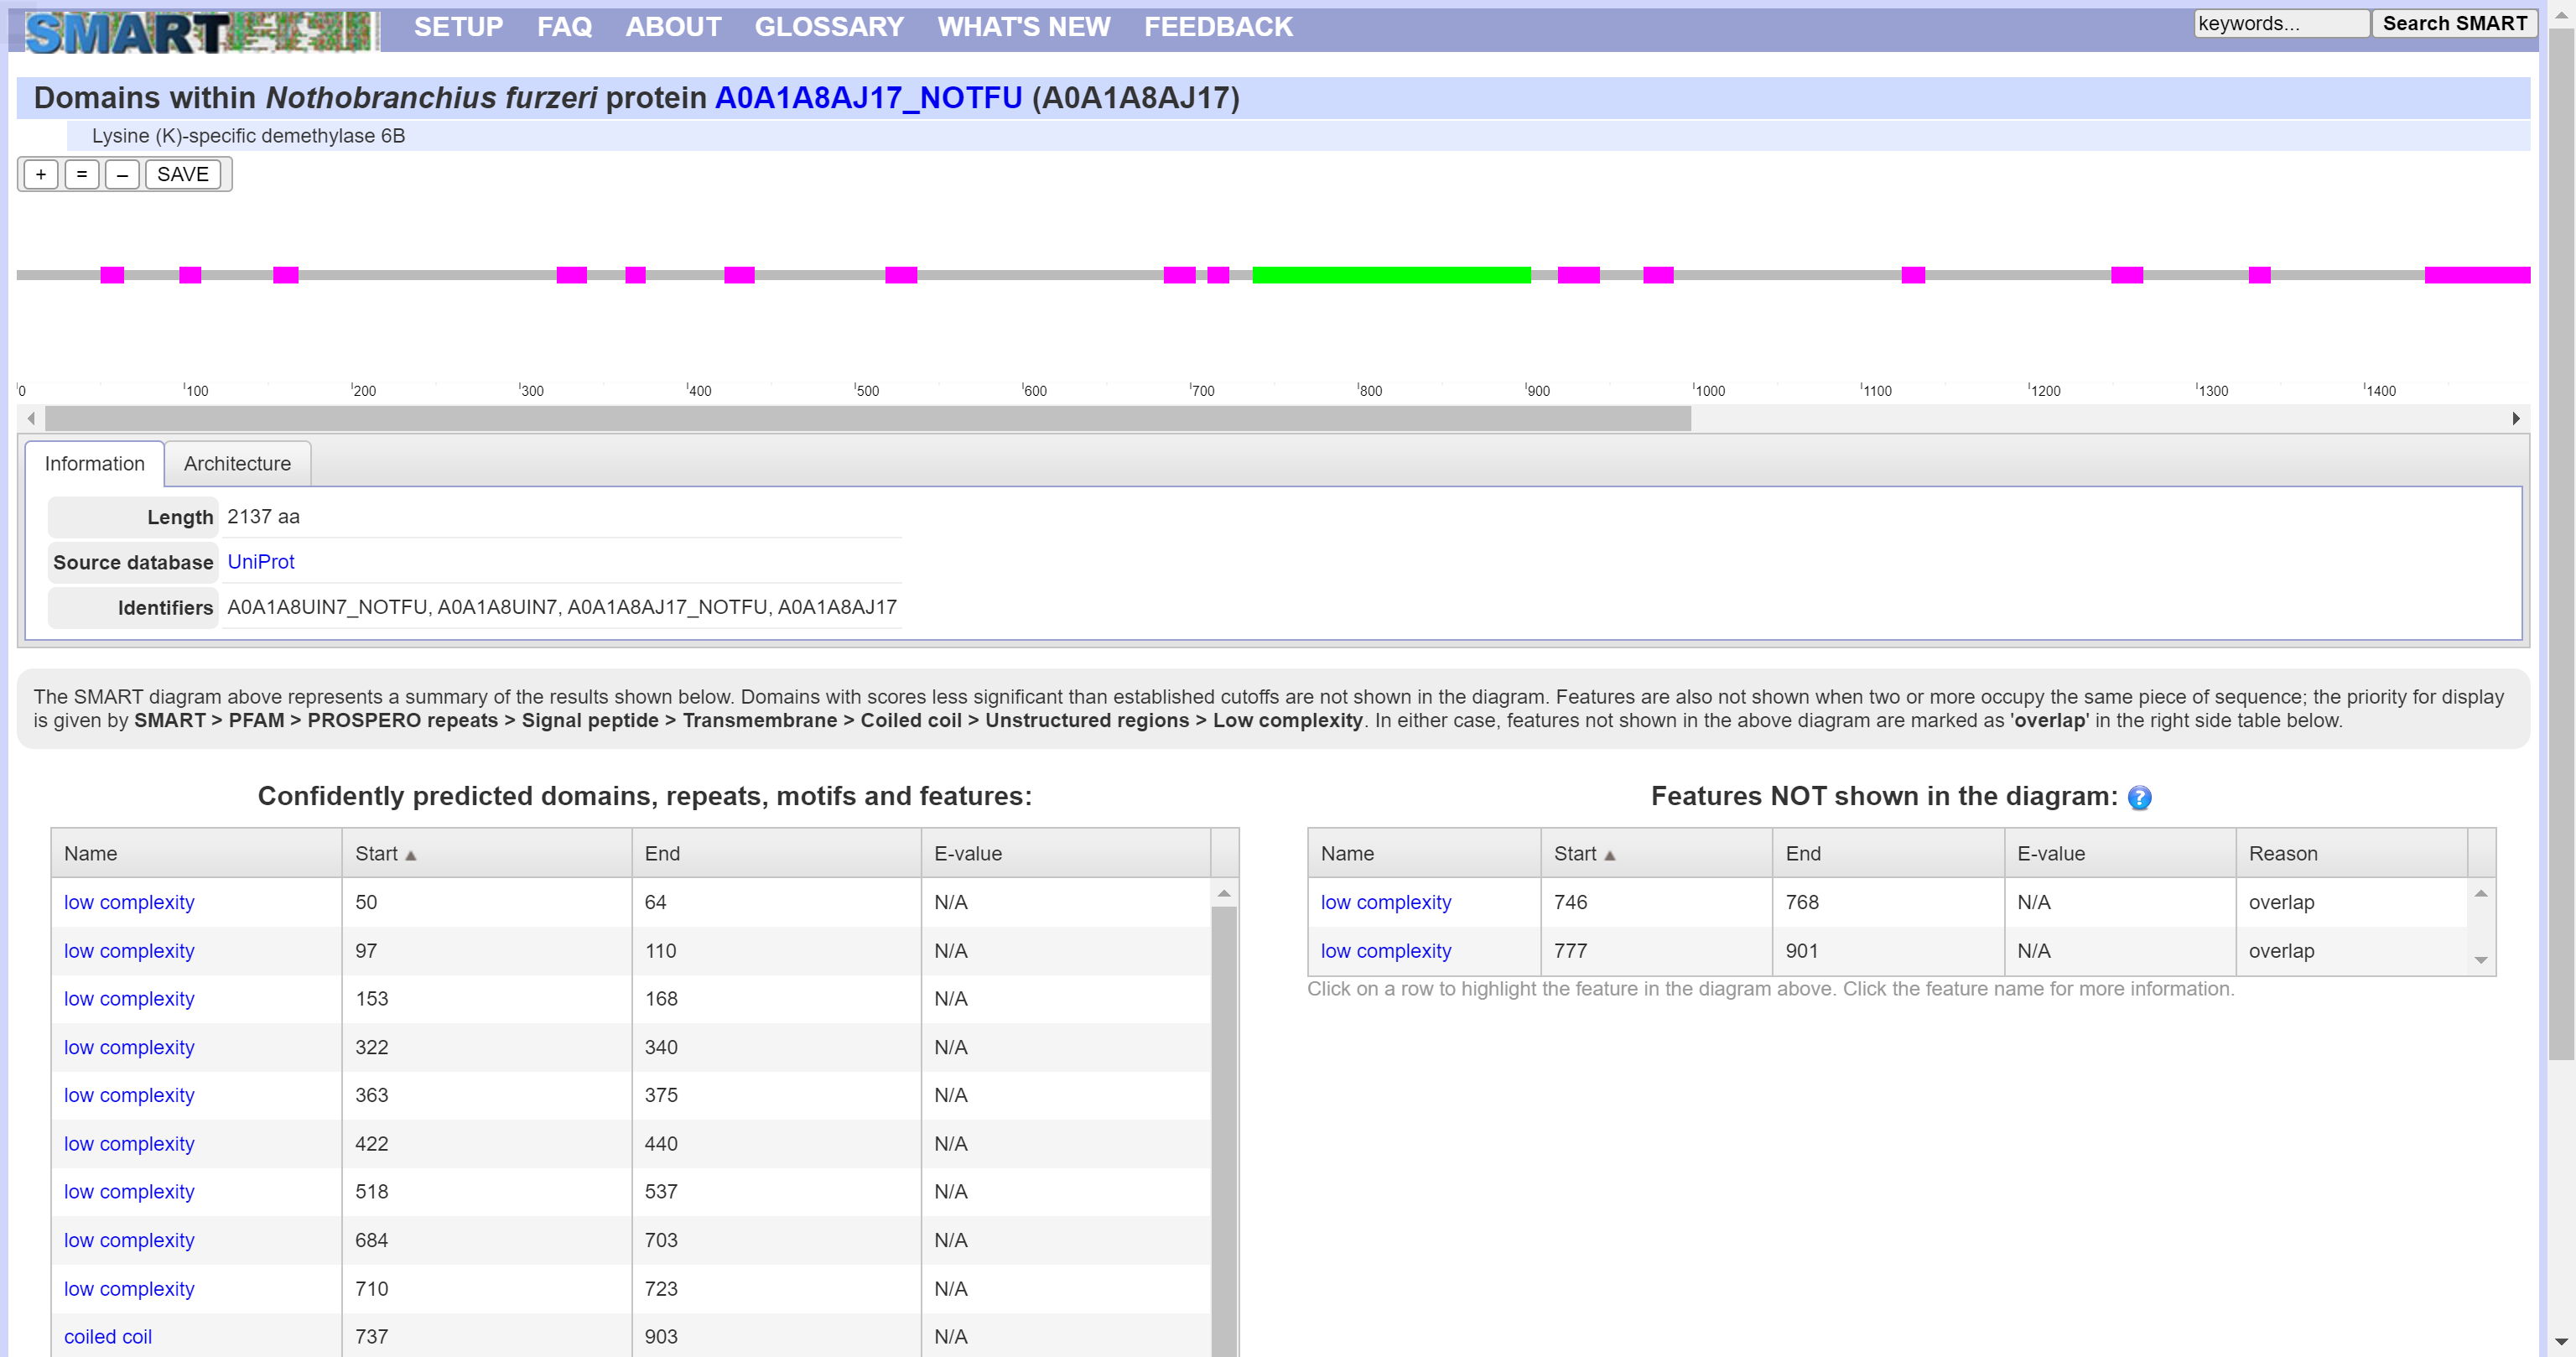 SMART SETUP FAQ ABOUT GLOSSARY WHAT'S NEW FEEDBACK keywords... Search SMART
Domains within Nothobranchius furzeri protein A0A1A8AJ17_NOTFU (A0A1A8AJ17)
Lysine (K)-specific demethylase 6B
+ = – SAVE
0 100 200 300 400 500 600 700 800 900 1000 1100 1200 1300 1400
Information Architecture
Length 2137 aa
Source database UniProt
Identifiers A0A1A8UIN7_NOTFU, A0A1A8UIN7, A0A1A8AJ17_NOTFU, A0A1A8AJ17
The SMART diagram above represents a summary of the results shown below. Domains with scores less significant than established cutoffs are not shown in the diagram. Features are also not shown when two or more occupy the same piece of sequence; the priority for display
is given by SMART > PFAM > PROSPERO repeats > Signal peptide > Transmembrane > Coiled coil > Unstructured regions > Low complexity. In either case, features not shown in the above diagram are marked as 'overlap' in the right side table below.
Confidently predicted domains, repeats, motifs and features:
Name Start End E-value
low complexity 50 64 N/A
low complexity 97 110 N/A
low complexity 153 168 N/A
low complexity 322 340 N/A
low complexity 363 375 N/A
low complexity 422 440 N/A
low complexity 518 537 N/A
low complexity 684 703 N/A
low complexity 710 723 N/A
coiled coil 737 903 N/A
Features NOT shown in the diagram: ?
Name Start End E-value Reason
low complexity 746 768 N/A overlap
low complexity 777 901 N/A overlap
Click on a row to highlight the feature in the diagram above. Click the feature name for more information.